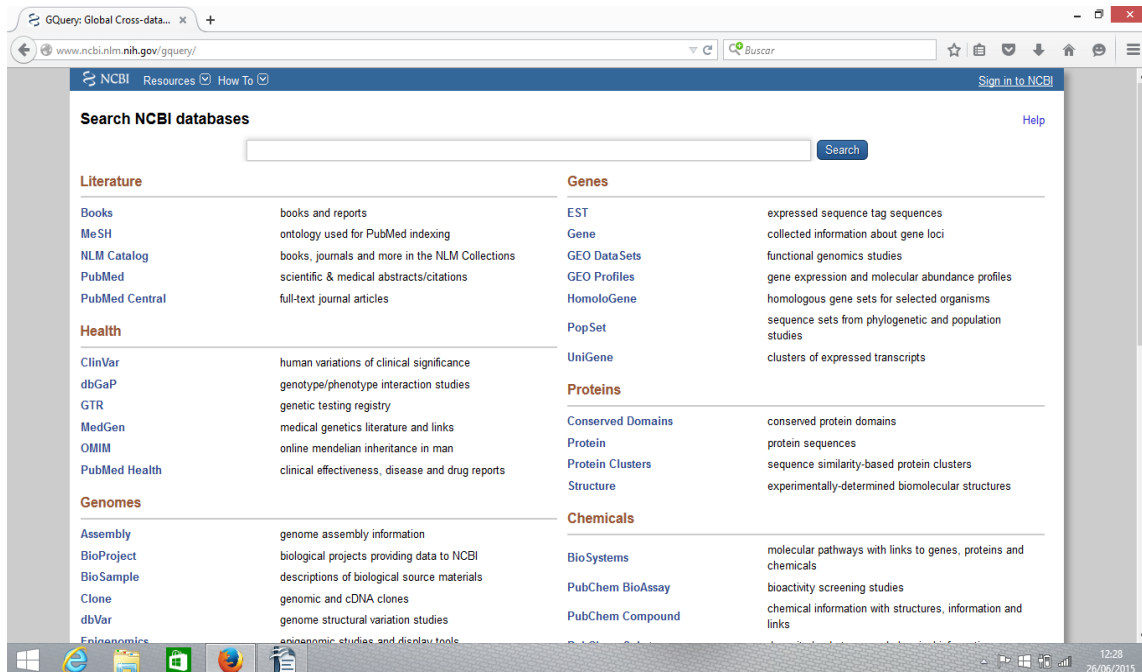 GQuery: Global Cross-data...
www.ncbi.nlm.nih.gov/gquery/
Buscar
NCBI Resources How To Sign in to NCBI
Search NCBI databases
Help
Search
Literature
Books books and reports
MeSH ontology used for PubMed indexing
NLM Catalog books, journals and more in the NLM Collections
PubMed scientific & medical abstracts/citations
PubMed Central full-text journal articles
Health
ClinVar human variations of clinical significance
dbGaP genotype/phenotype interaction studies
GTR genetic testing registry
MedGen medical genetics literature and links
OMIM online mendelian inheritance in man
PubMed Health clinical effectiveness, disease and drug reports
Genomes
Assembly genome assembly information
BioProject biological projects providing data to NCBI
BioSample descriptions of biological source materials
Clone genomic and cDNA clones
dbVar genome structural variation studies
Epigenomics epigenomic studies and display tools
Genes
EST expressed sequence tag sequences
Gene collected information about gene loci
GEO DataSets functional genomics studies
GEO Profiles gene expression and molecular abundance profiles
HomoloGene homologous gene sets for selected organisms
PopSet sequence sets from phylogenetic and population
studies
UniGene clusters of expressed transcripts
Proteins
Conserved Domains conserved protein domains
Protein protein sequences
Protein Clusters sequence similarity-based protein clusters
Structure experimentally-determined biomolecular structures
Chemicals
BioSystems molecular pathways with links to genes, proteins and
chemicals
PubChem BioAssay bioactivity screening studies
PubChem Compound chemical information with structures, information and
links
12:28
26/06/2015